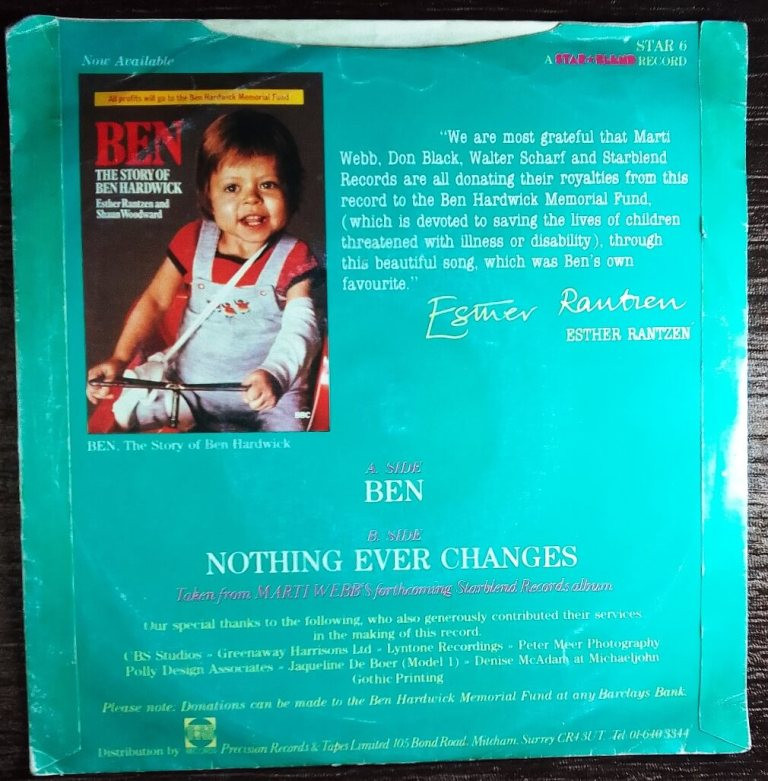 Now Available
STAR 6
A STAR★BLEND RECORD
All profits will go to the Ben Hardwick Memorial Fund
BEN
THE STORY OF
BEN HARDWICK
Esther Rantzen and
Shaun Woodward
BBC
BEN. The Story of Ben Hardwick
"We are most grateful that Marti
Webb, Don Black, Walter Scharf and Starblend
Records are all donating their royalties from this
record to the Ben Hardwick Memorial Fund,
(which is devoted to saving the lives of children
threatened with illness or disability), through
this beautiful song, which was Ben's own
favourite."
Esther Rantzen
ESTHER RANTZEN
A. SIDE
BEN
B. SIDE
NOTHING EVER CHANGES
Taken from MARTI WEBB'S forthcoming Starblend Records album
Our special thanks to the following, who also generously contributed their services
in the making of this record.
CBS Studios - Greenaway Harrisons Ltd - Lyntone Recordings - Peter Meer Photography
Polly Design Associates - Jaqueline De Boer (Model 1) - Denise McAdam at Michaeljohn
Gothic Printing
Please note: Donations can be made to the Ben Hardwick Memorial Fund at any Barclays Bank.
Distribution by Precision Records & Tapes Limited 105 Bond Road, Mitcham, Surrey CR4 3UT. Tel 01-640 3344